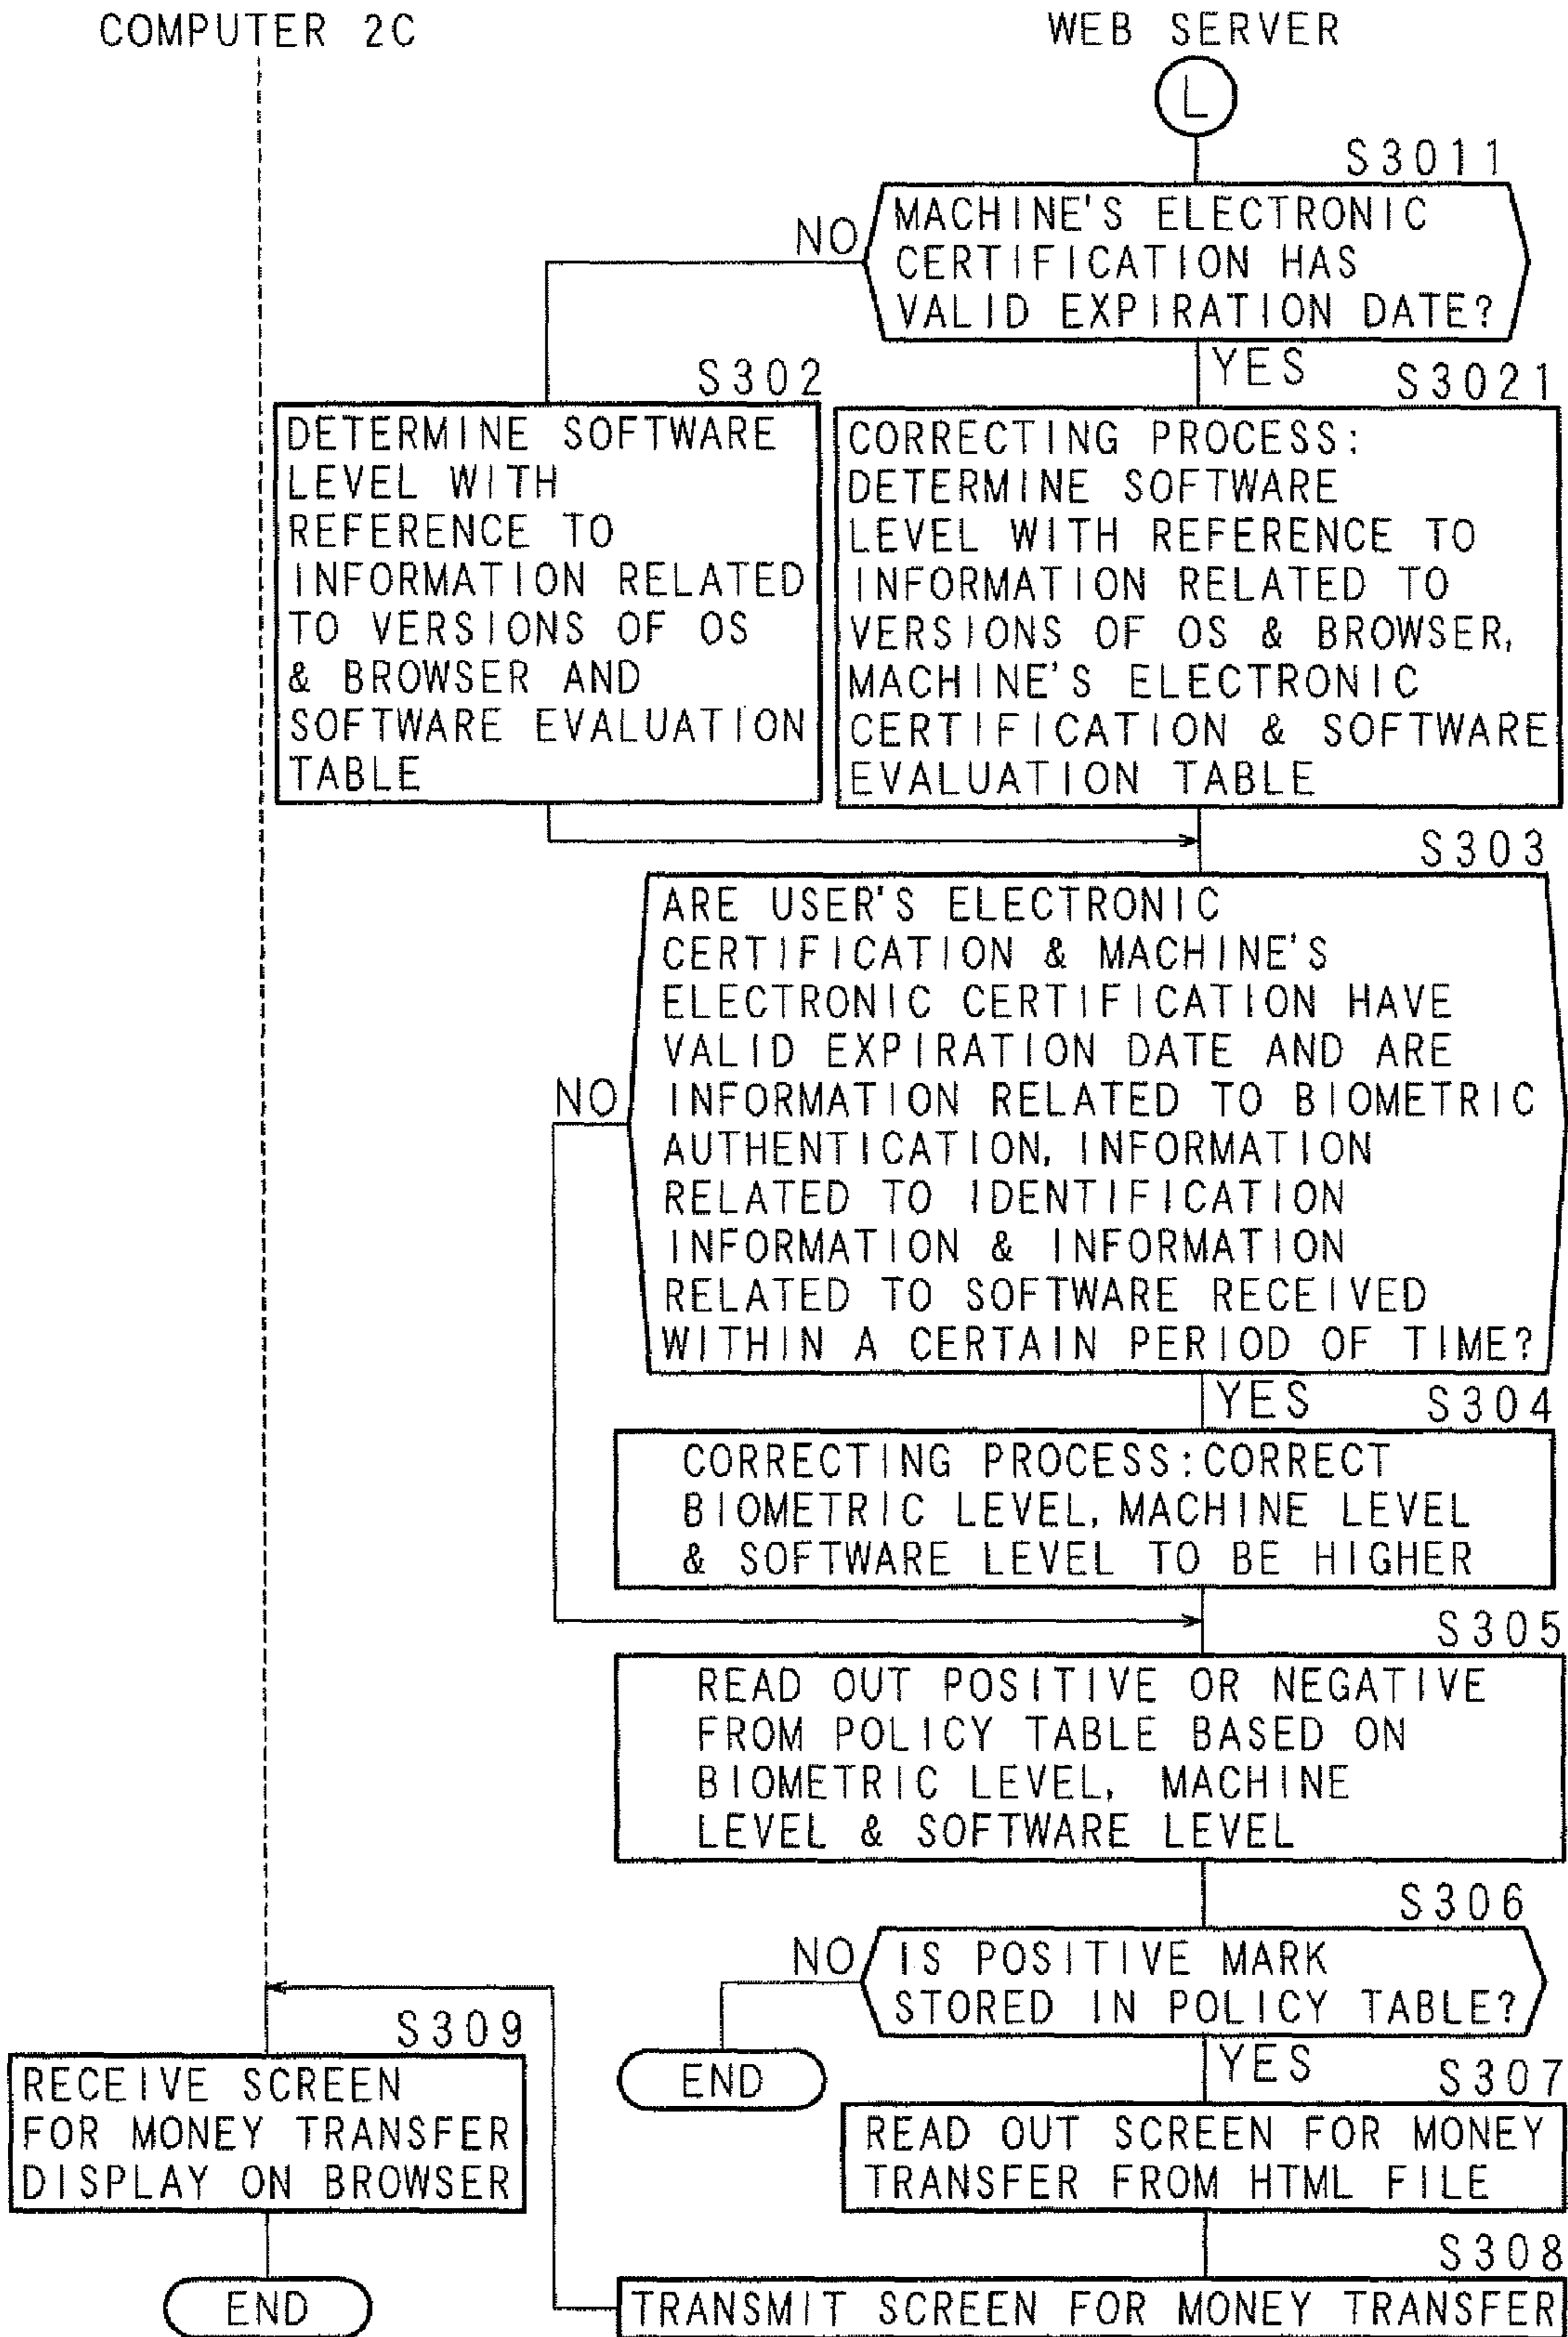 COMPUTER 2C
WEB SERVER
L
S3011
MACHINE'S ELECTRONIC
CERTIFICATION HAS
VALID EXPIRATION DATE?
NO
YES
S302
DETERMINE SOFTWARE
LEVEL WITH
REFERENCE TO
INFORMATION RELATED
TO VERSIONS OF OS
& BROWSER AND
SOFTWARE EVALUATION
TABLE
S3021
CORRECTING PROCESS:
DETERMINE SOFTWARE
LEVEL WITH REFERENCE TO
INFORMATION RELATED TO
VERSIONS OF OS & BROWSER,
MACHINE'S ELECTRONIC
CERTIFICATION & SOFTWARE
EVALUATION TABLE
S303
ARE USER'S ELECTRONIC
CERTIFICATION & MACHINE'S
ELECTRONIC CERTIFICATION HAVE
VALID EXPIRATION DATE AND ARE
INFORMATION RELATED TO BIOMETRIC
AUTHENTICATION, INFORMATION
RELATED TO IDENTIFICATION
INFORMATION & INFORMATION
RELATED TO SOFTWARE RECEIVED
WITHIN A CERTAIN PERIOD OF TIME?
NO
YES
S304
CORRECTING PROCESS:CORRECT
BIOMETRIC LEVEL, MACHINE LEVEL
& SOFTWARE LEVEL TO BE HIGHER
S305
READ OUT POSITIVE OR NEGATIVE
FROM POLICY TABLE BASED ON
BIOMETRIC LEVEL, MACHINE
LEVEL & SOFTWARE LEVEL
S306
IS POSITIVE MARK
STORED IN POLICY TABLE?
NO
END
YES
S307
READ OUT SCREEN FOR MONEY
TRANSFER FROM HTML FILE
S308
TRANSMIT SCREEN FOR MONEY TRANSFER
S309
RECEIVE SCREEN
FOR MONEY TRANSFER
DISPLAY ON BROWSER
END